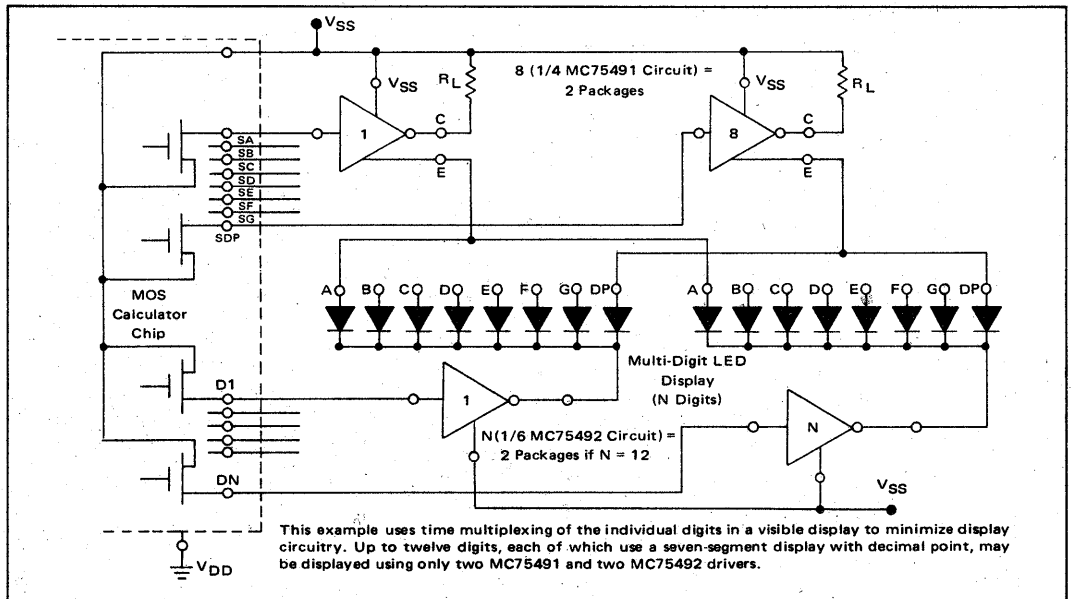 VSS
VSS
RL
8 (1/4 MC75491 Circuit) =
2 Packages
VSS
RL
1
C
E
8
C
E
SA
SB
SC
SD
SE
SF
SG
SDP
MOS
Calculator
Chip
A B C D E F G DP
A B C D E F G DP
Multi-Digit LED
Display
(N Digits)
D1
1
N(1/6 MC75492 Circuit) =
2 Packages if N = 12
N
DN
VSS
VDD
This example uses time multiplexing of the individual digits in a visible display to minimize display
circuitry. Up to twelve digits, each of which use a seven-segment display with decimal point, may
be displayed using only two MC75491 and two MC75492 drivers.